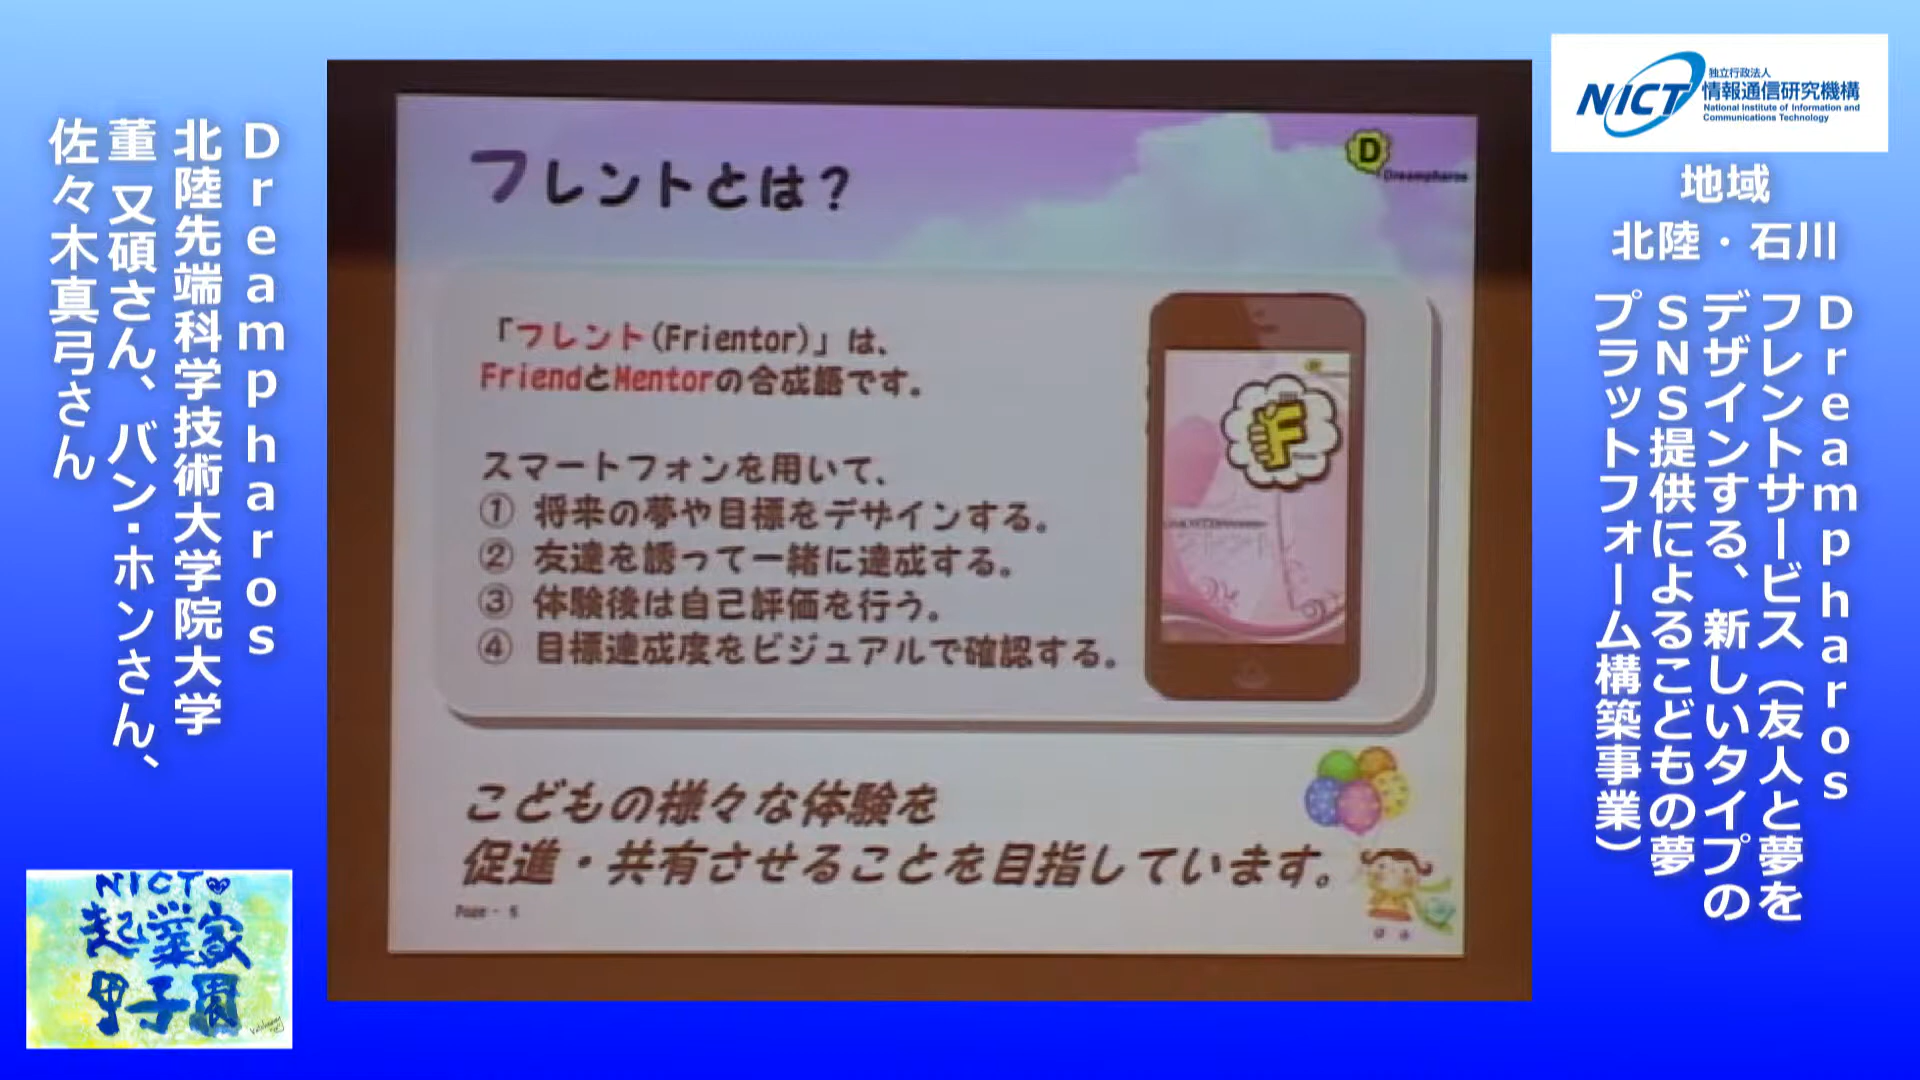 Dreampharos
北陸先端科学技術大学院大学
董 又碩さん、バン・ホンさん、
佐々木真弓さん
フレントとは？
D
Dreampharos
「フレント(Frientor)」は、
FriendとMentorの合成語です。
スマートフォンを用いて、
① 将来の夢や目標をデザインする。
② 友達を誘って一緒に達成する。
③ 体験後は自己評価を行う。
④ 目標達成度をビジュアルで確認する。
F
こどもの様々な体験を
促進・共有させることを目指しています。
Page - 5
NICT
独立行政法人
情報通信研究機構
National Institute of Information and
Communications Technology
地域
北陸・石川
Dreampharos
フレントサービス（友人と夢を
デザインする、新しいタイプの
SNS提供によるこどもの夢
プラットフォーム構築事業）
NICT
起業家
甲子園